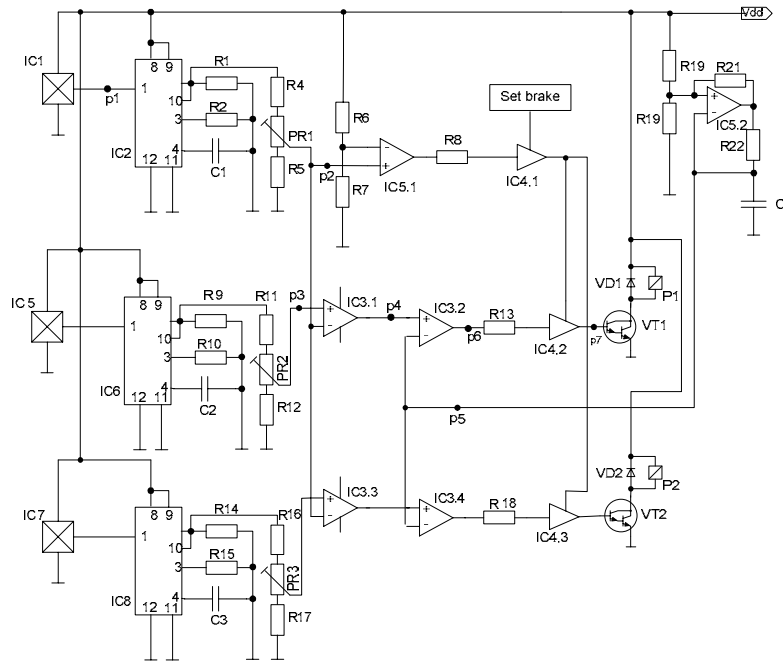 Vdd
IC1
p1
8 9
1
10
3
4
12 11
IC2
R1
R2
C1
R4
PR1
R5
R6
R7
p2
IC5.1
R8
Set brake
IC4.1
R19
R19
R21
IC5.2
R22
C
IC5
8 9
1
10
3
4
12 11
IC6
R9
R10
C2
R11
PR2
R12
p3
IC3.1
p4
IC3.2
p6
R13
IC4.2
p7
VD1
P1
VT1
p5
IC7
8 9
1
10
3
4
12 11
IC8
R14
R15
C3
R16
PR3
R17
IC3.3
IC3.4
R18
IC4.3
VD2
P2
VT2